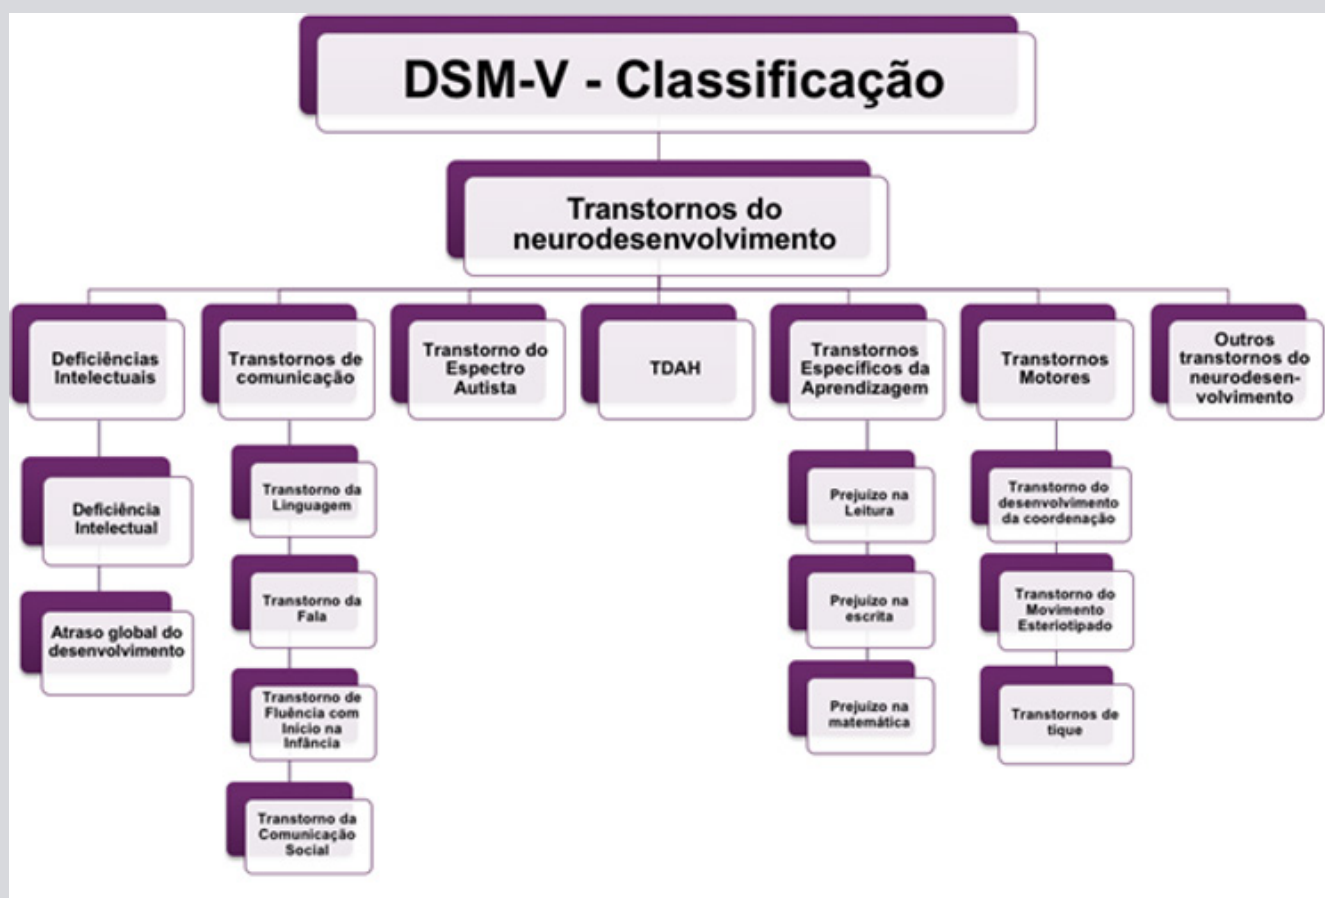 DSM-V - Classificação
Transtornos do
neurodesenvolvimento
Deficiências
Intelectuais
Transtornos de
comunicação
Transtorno do
Espectro
Autista
TDAH
Transtornos
Específicos da
Aprendizagem
Transtornos
Motores
Outros
transtornos do
neurodesen-
volvimento
Deficiência
Intelectual
Atraso global do
desenvolvimento
Transtorno da
Linguagem
Transtorno da
Fala
Transtorno de
Fluência com
Início na
Infância
Transtorno da
Comunicação
Social
Prejuízo na
Leitura
Prejuízo na
escrita
Prejuízo na
matemática
Transtorno do
desenvolvimento
da coordenação
Transtorno do
Movimento
Esteriotipado
Transtornos de
tique